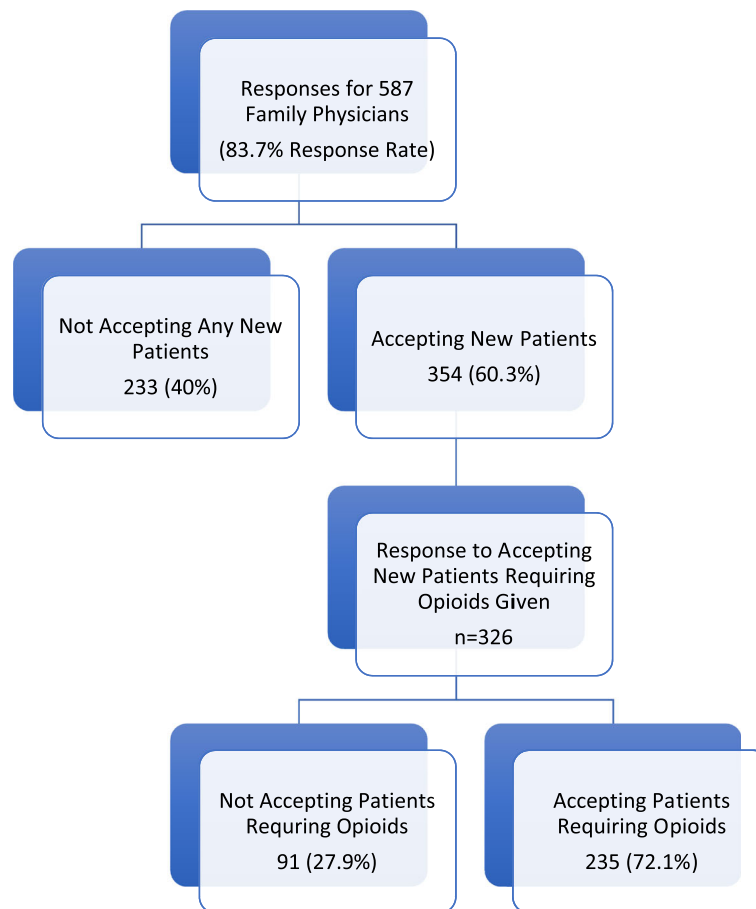 Responses for 587
Family Physicians
(83.7% Response Rate)
Not Accepting Any New
Patients
233 (40%)
Accepting New Patients
354 (60.3%)
Response to Accepting
New Patients Requiring
Opioids Given
n=326
Not Accepting Patients
Requring Opioids
91 (27.9%)
Accepting Patients
Requiring Opioids
235 (72.1%)